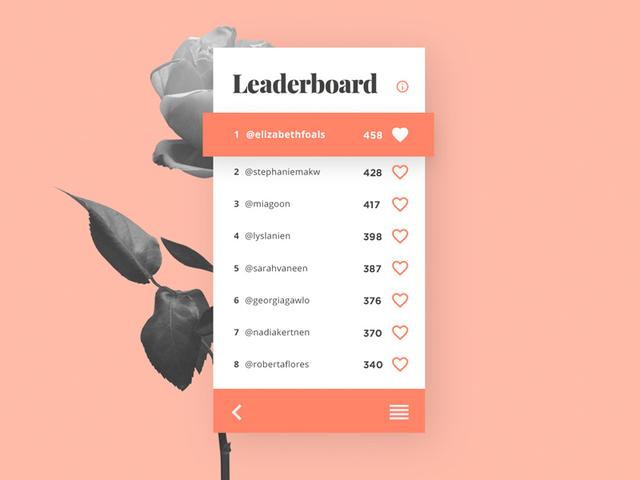 Leaderboard
1 @elizabethfoals 458
2 @stephaniemakw 428
3 @miagoon 417
4 @lyslanien 398
5 @sarahvaneen 387
6 @georgiagawlo 376
7 @nadiakertnen 370
8 @robertaflores 340